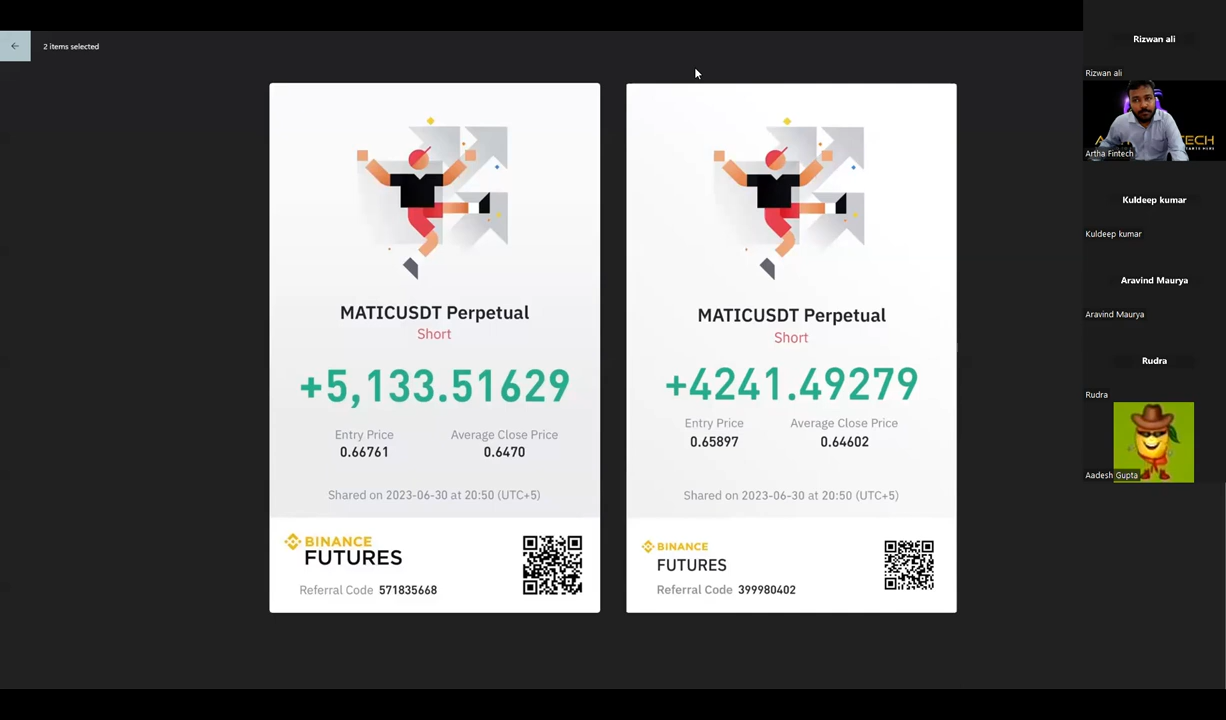 2 items selected
MATICUSDT Perpetual
Short
+5,133.51629
Entry Price
Average Close Price
0.66761
0.6470
Shared on 2023-06-30 at 20:50 (UTC+5)
BINANCE
FUTURES
Referral Code 571835668
MATICUSDT Perpetual
Short
+4241.49279
Entry Price
Average Close Price
0.65897
0.64602
Shared on 2023-06-30 at 20:50 (UTC+5)
BINANCE
FUTURES
Referral Code 399980402
Rizwan ali
Rizwan ali
Artha Fintech
Kuldeep kumar
Kuldeep kumar
Aravind Maurya
Aravind Maurya
Rudra
Rudra
Aadesh Gupta